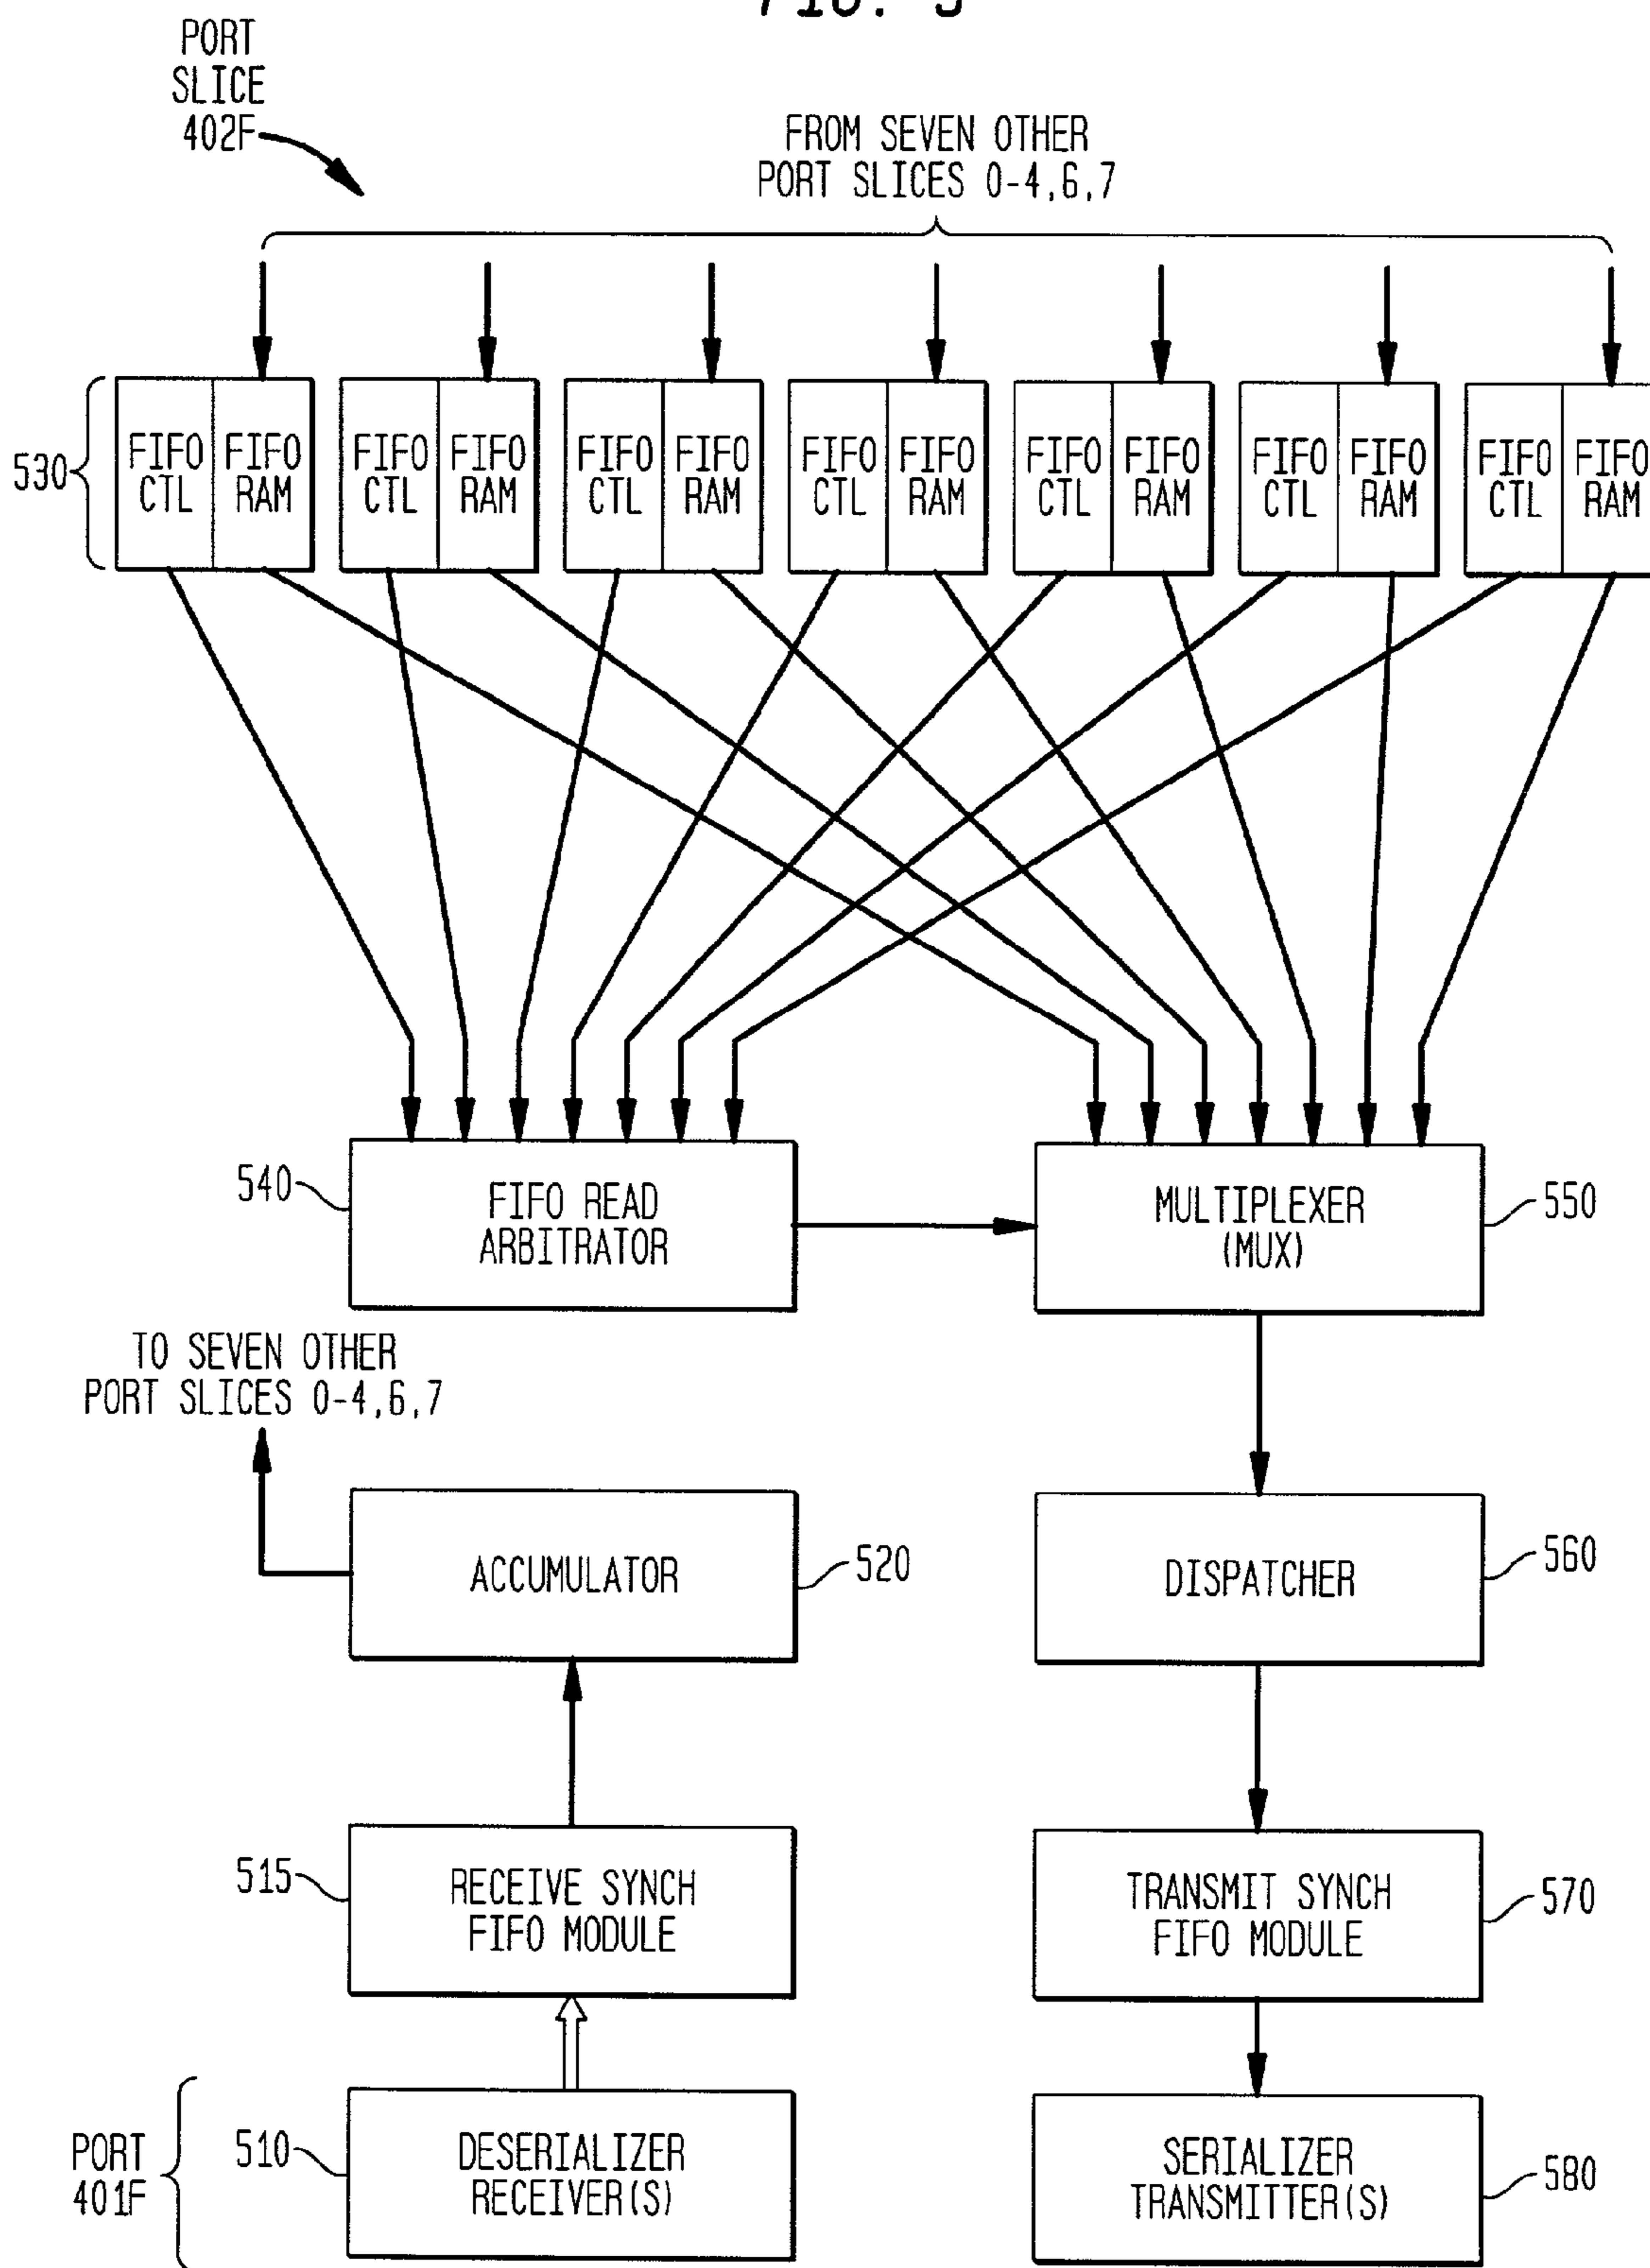 FIG. 5
PORT
SLICE
402F
FROM SEVEN OTHER
PORT SLICES 0-4,6,7
530
FIFO CTL
FIFO RAM
FIFO CTL
FIFO RAM
FIFO CTL
FIFO RAM
FIFO CTL
FIFO RAM
FIFO CTL
FIFO RAM
FIFO CTL
FIFO RAM
FIFO CTL
FIFO RAM
540
FIFO READ
ARBITRATOR
MULTIPLEXER
(MUX)
550
TO SEVEN OTHER
PORT SLICES 0-4,6,7
ACCUMULATOR
520
DISPATCHER
560
515
RECEIVE SYNCH
FIFO MODULE
TRANSMIT SYNCH
FIFO MODULE
570
PORT
401F
510
DESERIALIZER
RECEIVER(S)
SERIALIZER
TRANSMITTER(S)
580